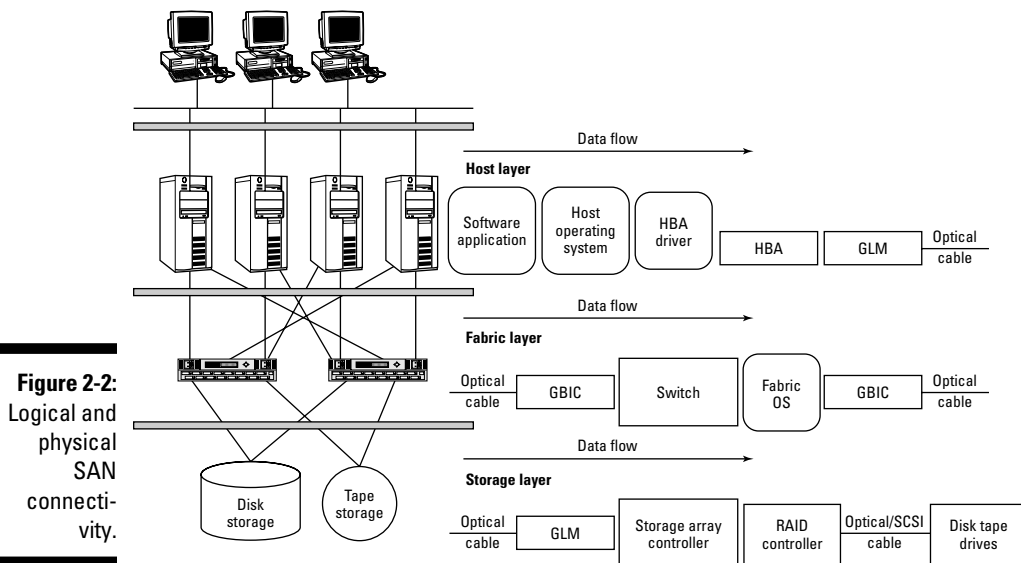 Data flow
Host layer
Software
application
Host
operating
system
HBA
driver
HBA
GLM
Optical
cable
Data flow
Fabric layer
Optical
cable
GBIC
Switch
Fabric
OS
GBIC
Optical
cable
Data flow
Storage layer
Optical
cable
GLM
Storage array
controller
RAID
controller
Optical/SCSI
cable
Disk tape
drives
Disk
storage
Tape
storage
Figure 2-2:
Logical and
physical
SAN
connecti-
vity.